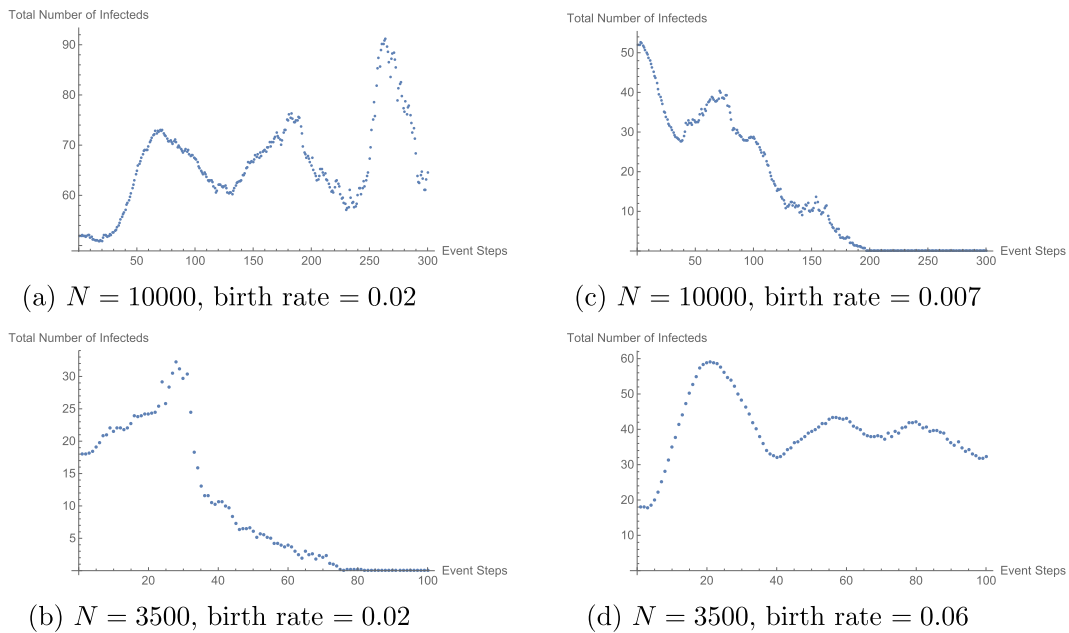 Total Number of Infecteds
90
80
70
60
50 100 150 200 250 300 Event Steps
(a) N = 10000, birth rate = 0.02
Total Number of Infecteds
50
40
30
20
10
50 100 150 200 250 300 Event Steps
(c) N = 10000, birth rate = 0.007
Total Number of Infecteds
30
25
20
15
10
5
20 40 60 80 100 Event Steps
(b) N = 3500, birth rate = 0.02
Total Number of Infecteds
60
50
40
30
20
10
20 40 60 80 100 Event Steps
(d) N = 3500, birth rate = 0.06